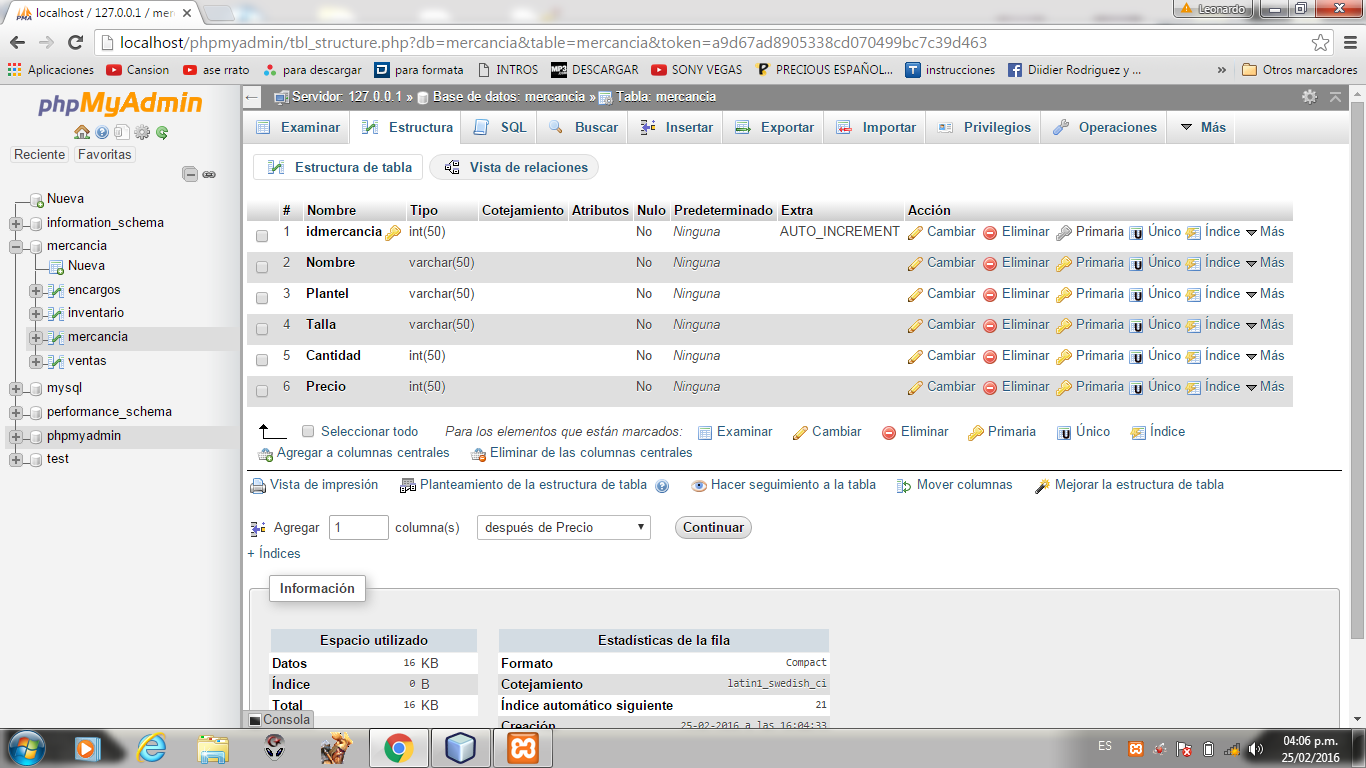 localhost / 127.0.0.1 / mer
Leonardo
localhost/phpmyadmin/tbl_structure.php?db=mercancia&table=mercancia&token=a9d67ad8905338cd070499bc7c39d463
Aplicaciones Cansion ase rrato para descargar para formata INTROS DESCARGAR SONY VEGAS PRECIOUS ESPAÑOL... instrucciones Diidier Rodriguez y ... » Otros marcadores
phpMyAdmin
Reciente Favoritas
Nueva
information_schema
mercancia
Nueva
encargos
inventario
mercancia
ventas
mysql
performance_schema
phpmyadmin
test
Servidor: 127.0.0.1 » Base de datos: mercancia » Tabla: mercancia
Examinar Estructura SQL Buscar Insertar Exportar Importar Privilegios Operaciones Más
Estructura de tabla Vista de relaciones
# Nombre Tipo Cotejamiento Atributos Nulo Predeterminado Extra Acción
1 idmercancia int(50) No Ninguna AUTO_INCREMENT Cambiar Eliminar Primaria Único Índice Más
2 Nombre varchar(50) No Ninguna Cambiar Eliminar Primaria Único Índice Más
3 Plantel varchar(50) No Ninguna Cambiar Eliminar Primaria Único Índice Más
4 Talla varchar(50) No Ninguna Cambiar Eliminar Primaria Único Índice Más
5 Cantidad int(50) No Ninguna Cambiar Eliminar Primaria Único Índice Más
6 Precio int(50) No Ninguna Cambiar Eliminar Primaria Único Índice Más
Seleccionar todo Para los elementos que están marcados: Examinar Cambiar Eliminar Primaria Único Índice
Agregar a columnas centrales Eliminar de las columnas centrales
Vista de impresión Planteamiento de la estructura de tabla Hacer seguimiento a la tabla Mover columnas Mejorar la estructura de tabla
Agregar 1 columna(s) después de Precio Continuar
+ Índices
Información
Espacio utilizado
Datos 16 KB
Índice 0 B
Total 16 KB
Estadísticas de la fila
Formato Compact
Cotejamiento latin1_swedish_ci
Índice automático siguiente 21
Creación 25-02-2016 a las 16:04:33
Consola
ES
04:06 p.m.
25/02/2016